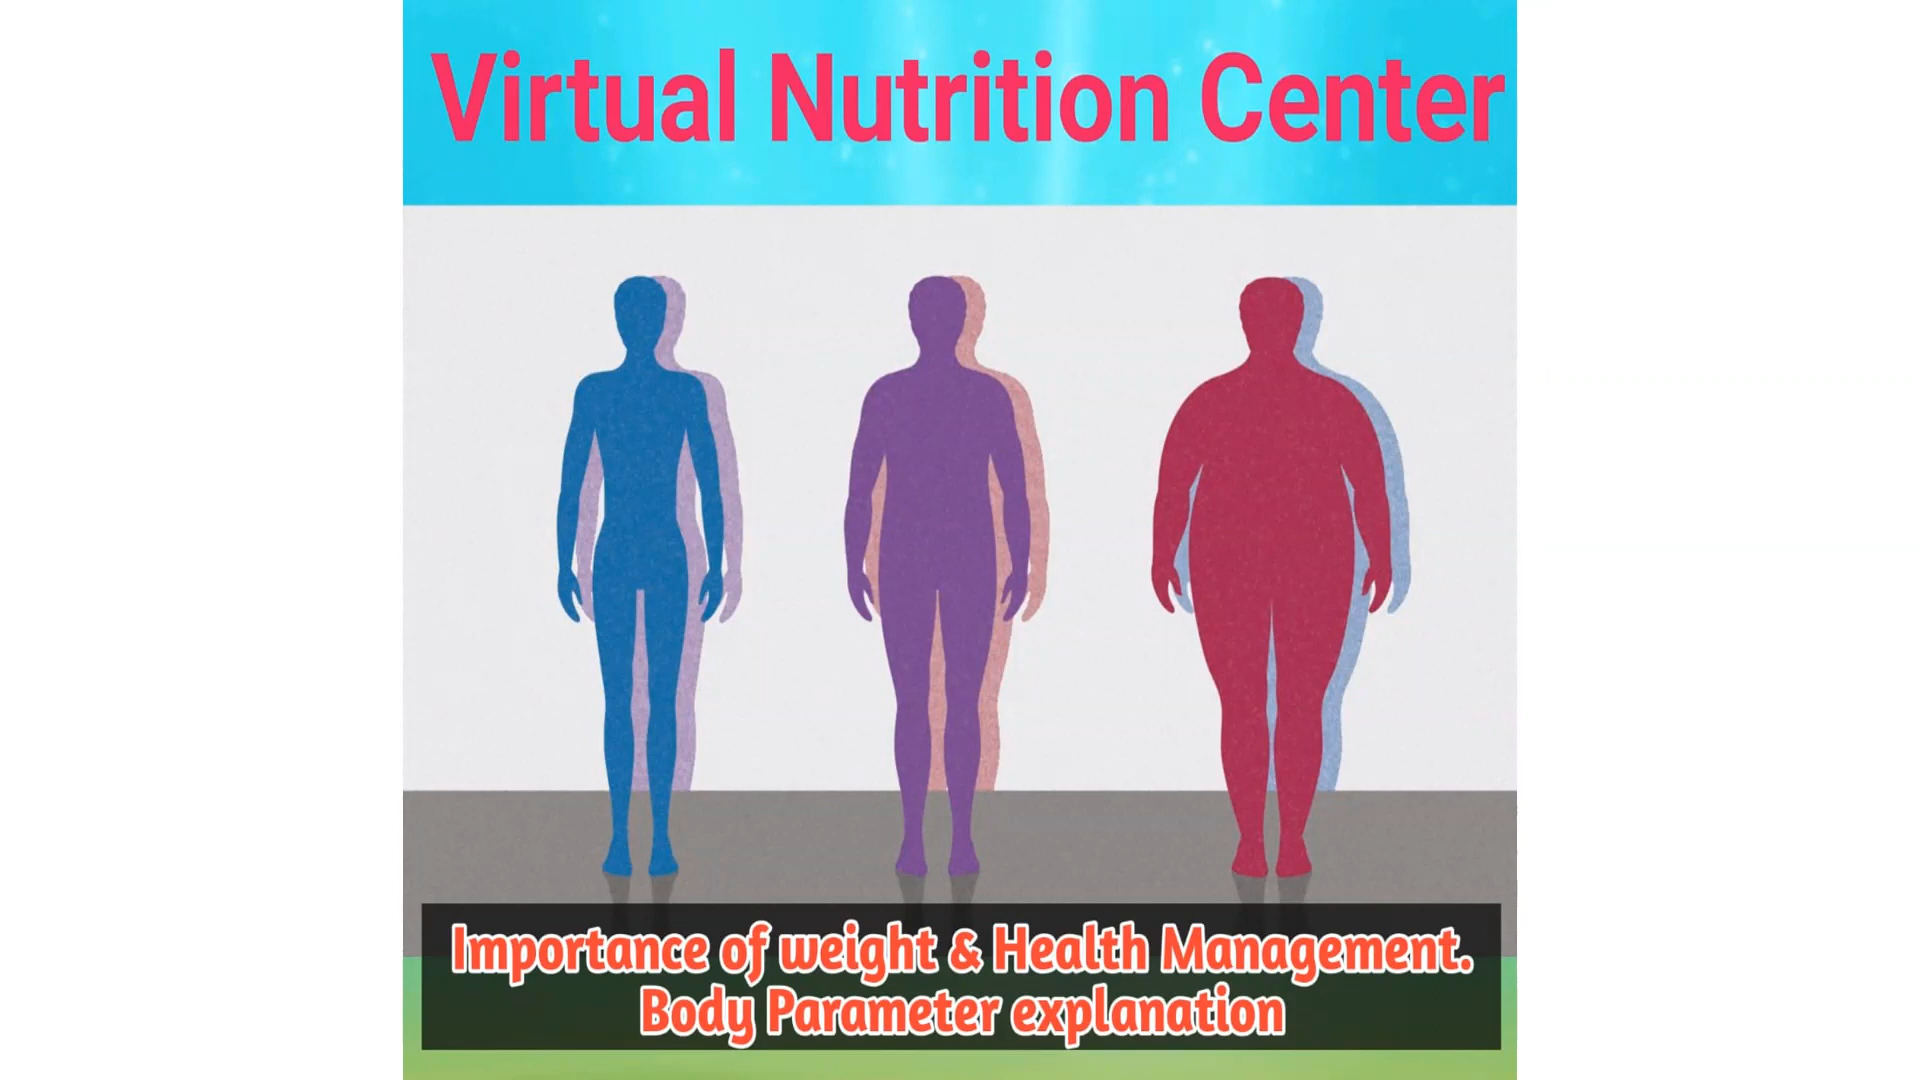 Virtual Nutrition Center
Importance of weight & Health Management.
Body Parameter explanation